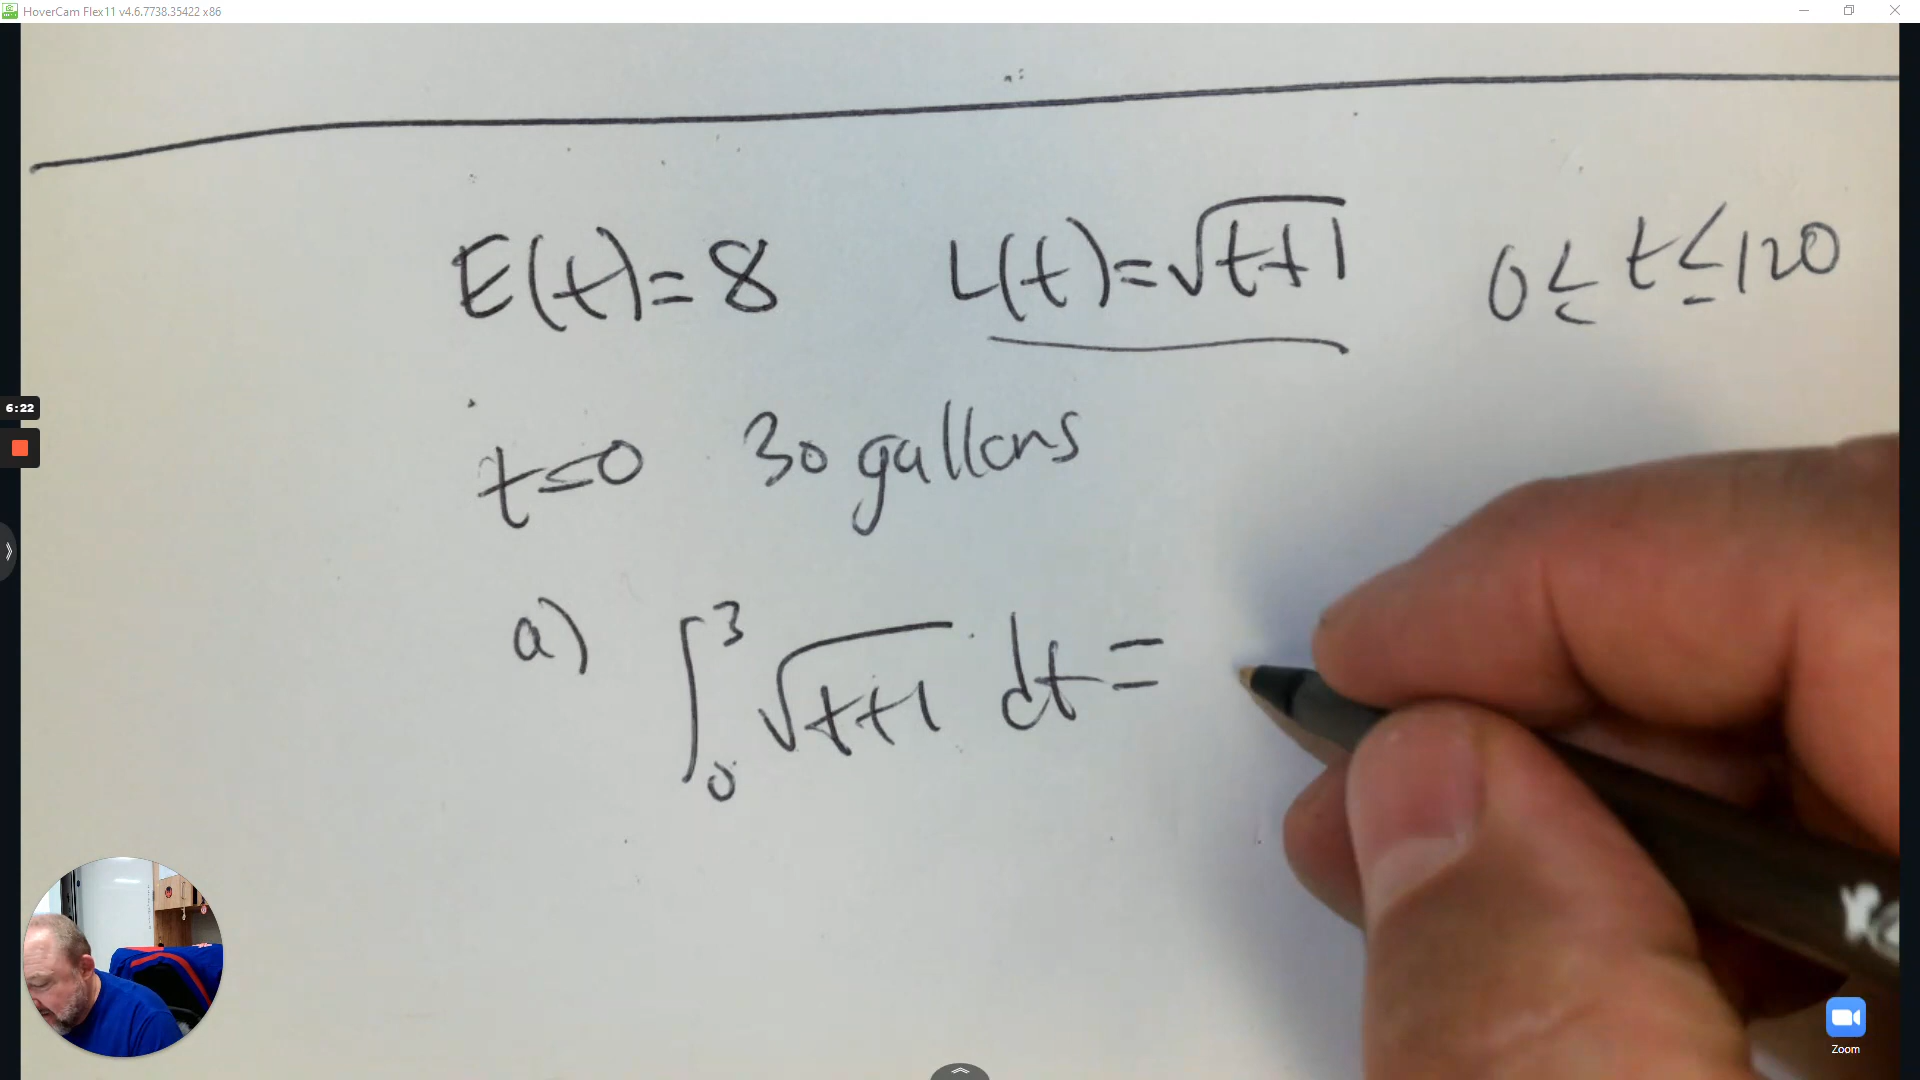 HoverCam Flex11 v4.6.7738.35422 x86
E(t)=8 L(t)=√t+1 0≤t≤120
6:22
t=0 30 gallons
a) ∫₀³ √t+1 dt =
Zoom